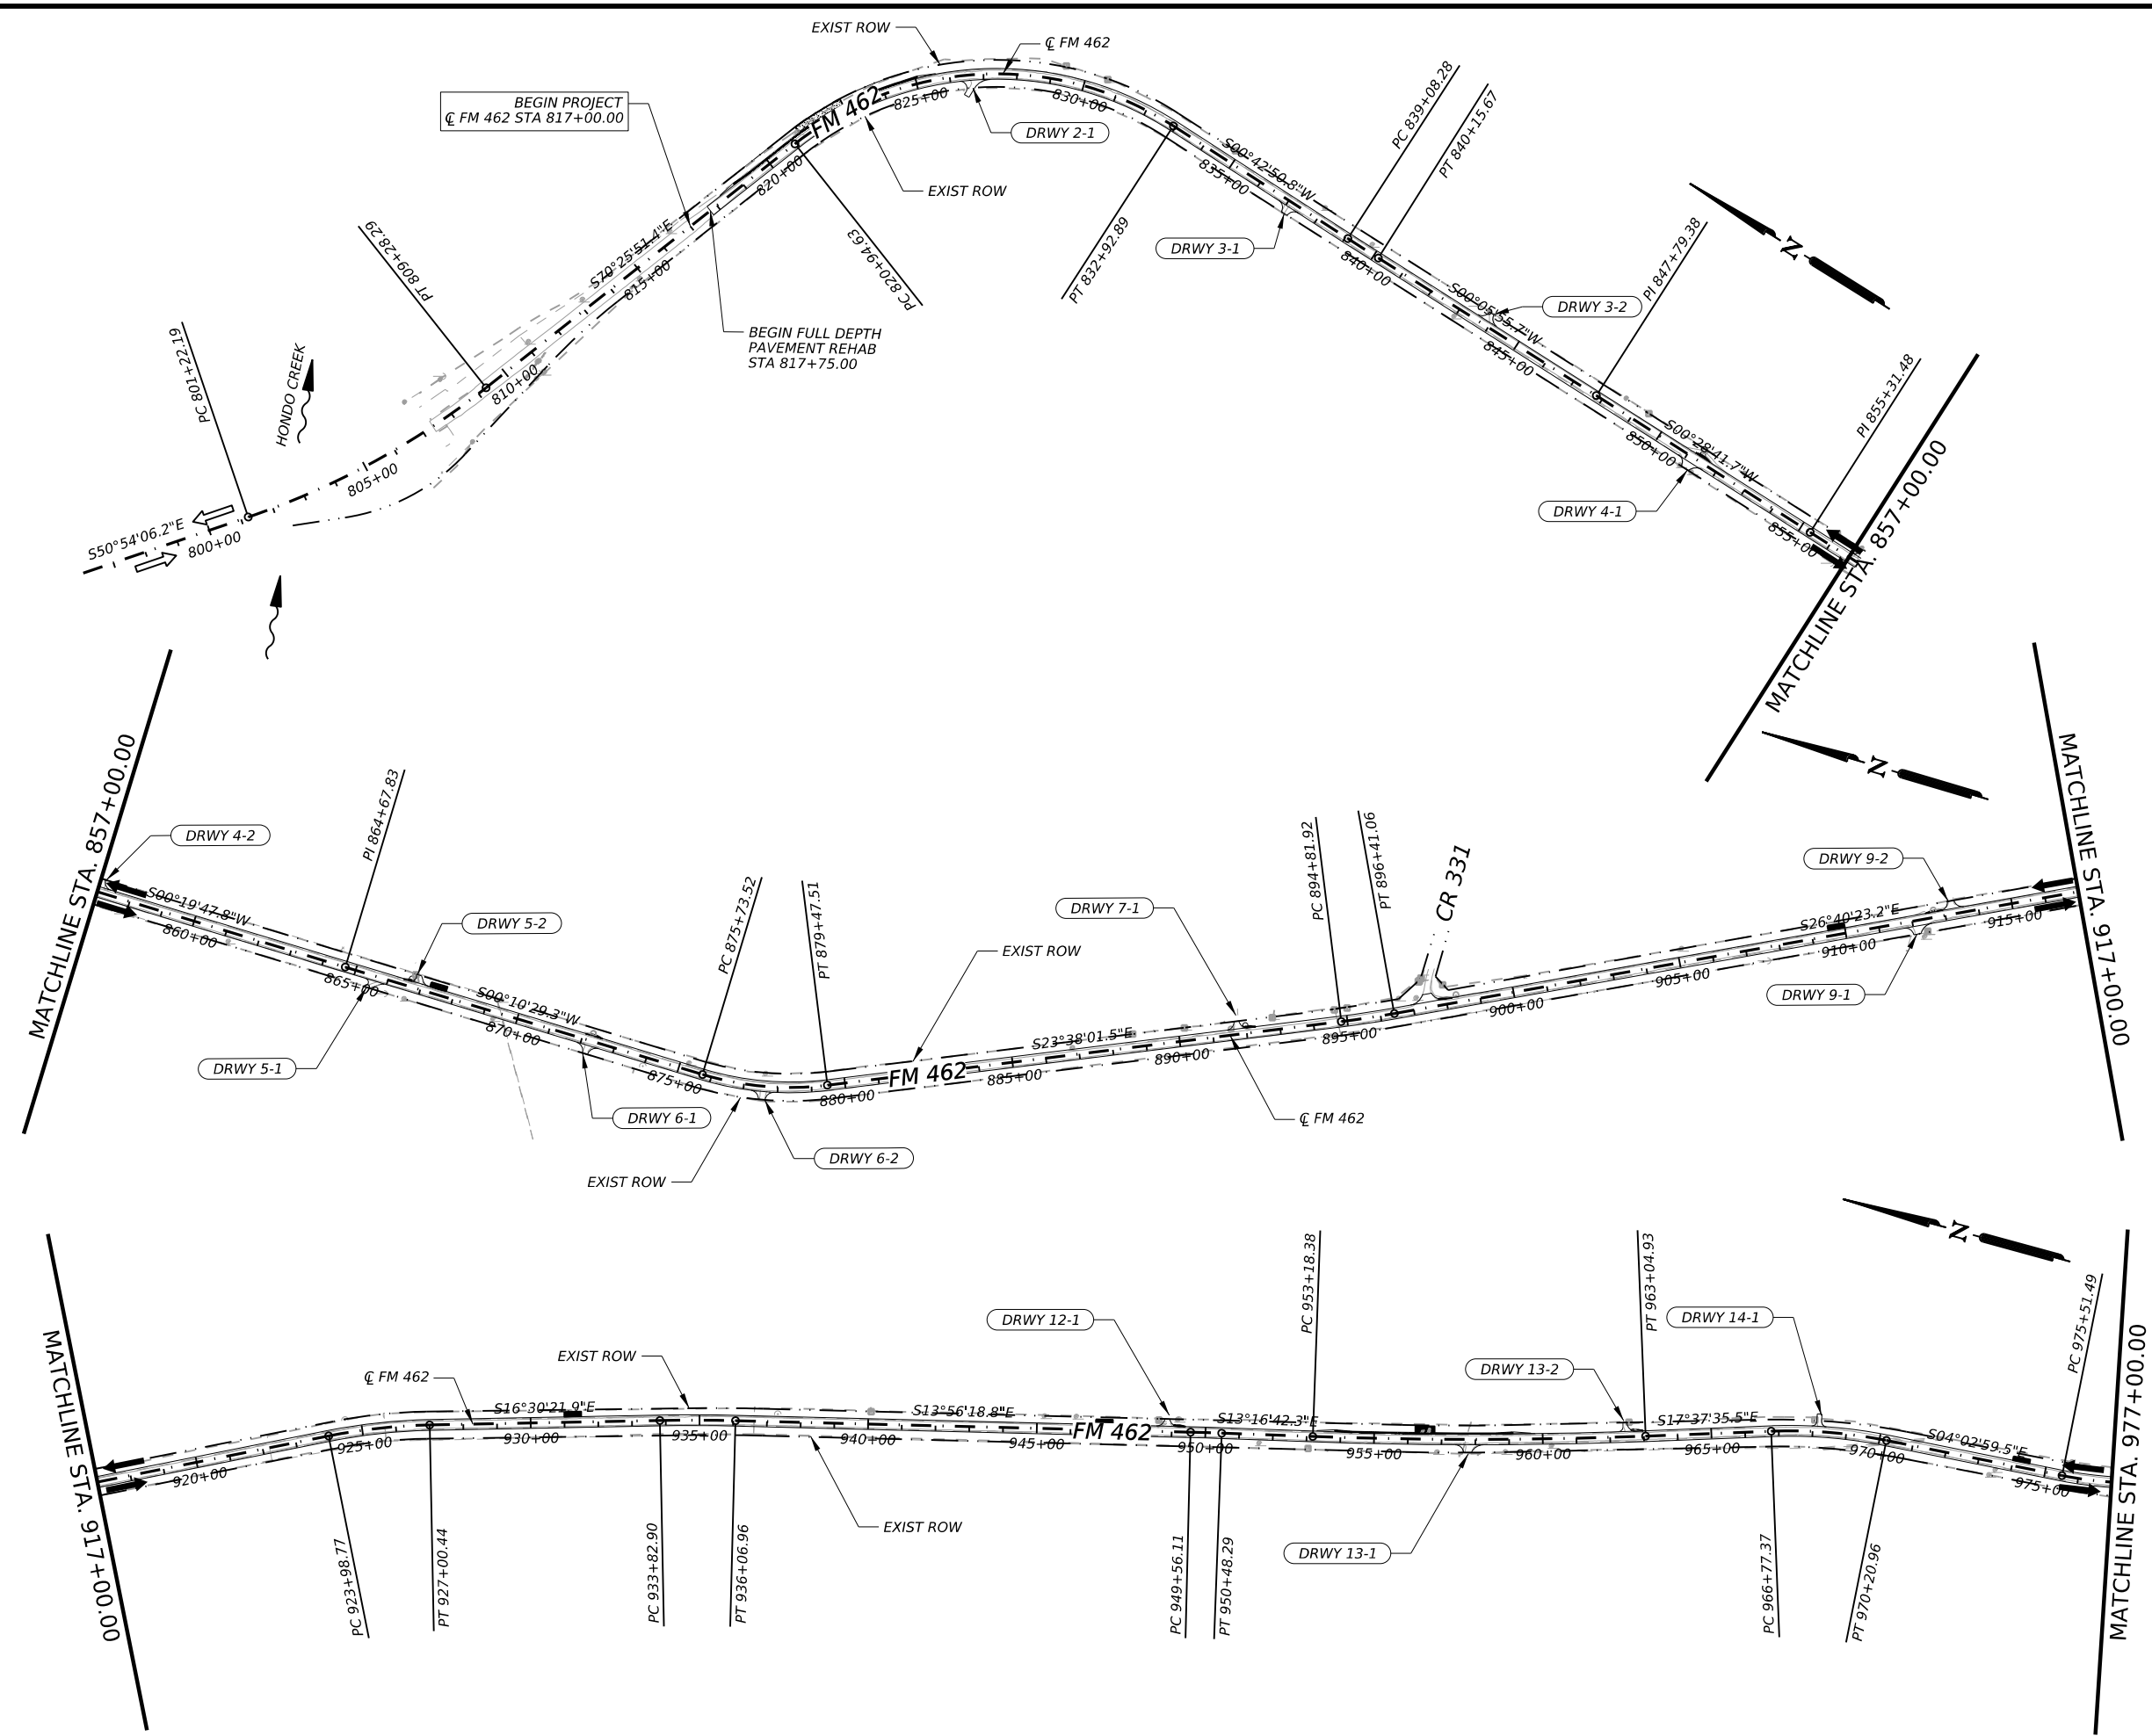 EXIST ROW
℄ FM 462
BEGIN PROJECT
℄ FM 462 STA 817+00.00
FM 462
825+00
830+00
DRWY 2-1
EXIST ROW
820+00
PC 820+94.63
S70°25'51.4"E
815+00
PT 809+28.29
810+00
BEGIN FULL DEPTH
PAVEMENT REHAB
STA 817+75.00
PC 801+22.19
HONDO CREEK
805+00
S50°54'06.2"E
800+00
PT 832+92.89
S00°42'50.8"W
835+00
DRWY 3-1
PC 839+08.28
PT 840+15.67
840+00
S00°05'55.7"W
DRWY 3-2
845+00
PI 847+79.38
S00°28'41.7"W
850+00
DRWY 4-1
PI 855+31.48
855+00
N
MATCHLINE STA. 857+00.00
MATCHLINE STA. 857+00.00
DRWY 4-2
S00°19'47.8"W
860+00
PI 864+67.83
865+00
DRWY 5-2
DRWY 5-1
S00°10'29.3"W
870+00
DRWY 6-1
875+00
PC 875+73.52
PT 879+47.51
EXIST ROW
DRWY 6-2
880+00
FM 462
EXIST ROW
885+00
S23°38'01.5"E
DRWY 7-1
890+00
℄ FM 462
PC 894+81.92
PT 896+41.06
895+00
CR 331
900+00
905+00
S26°40'23.2"E
910+00
DRWY 9-2
DRWY 9-1
915+00
N
MATCHLINE STA. 917+00.00
MATCHLINE STA. 917+00.00
920+00
PC 923+98.77
925+00
℄ FM 462
PT 927+00.44
S16°30'21.9"E
930+00
EXIST ROW
PC 933+82.90
935+00
PT 936+06.96
940+00
EXIST ROW
S13°56'18.8"E
945+00
FM 462
DRWY 12-1
PC 949+56.11
950+00
PT 950+48.29
S13°16'42.3"E
PC 953+18.38
955+00
DRWY 13-1
960+00
DRWY 13-2
PT 963+04.93
S17°37'35.5"E
965+00
DRWY 14-1
PC 966+77.37
970+00
PT 970+20.96
S04°02'59.5"E
975+00
PC 975+51.49
N
MATCHLINE STA. 977+00.00